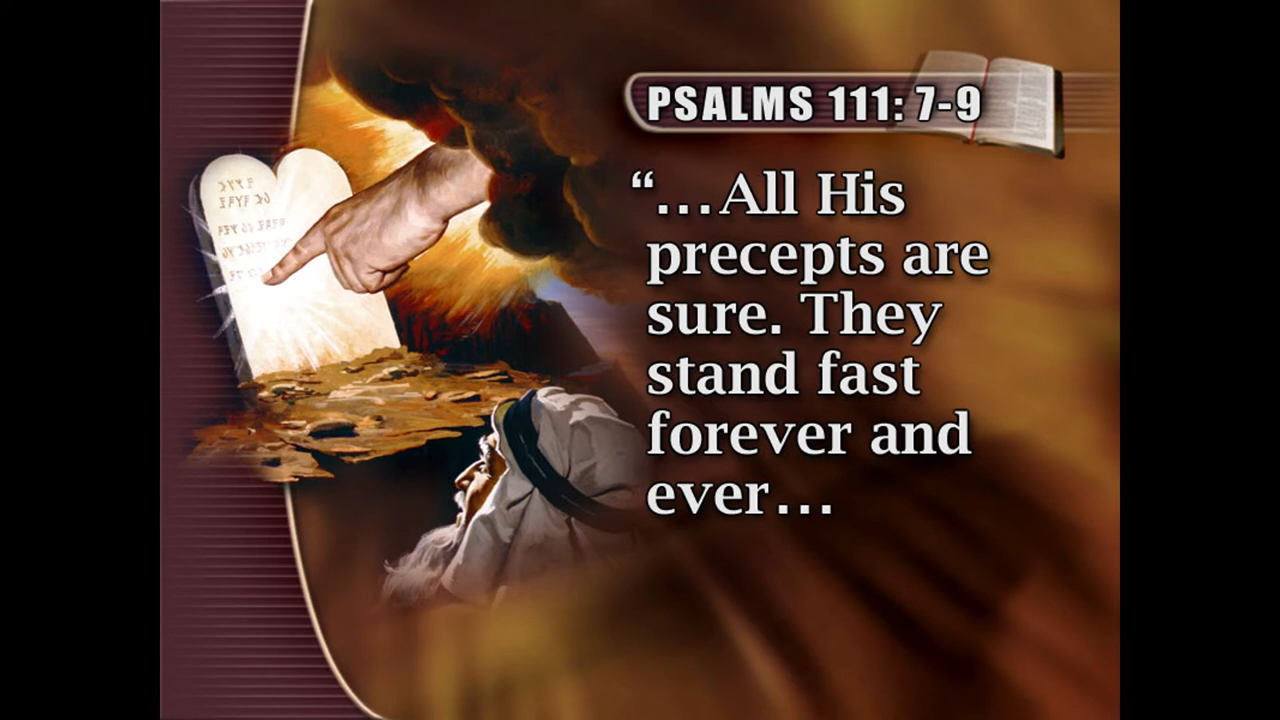 PSALMS 111: 7-9
“...All His
precepts are
sure. They
stand fast
forever and
ever...